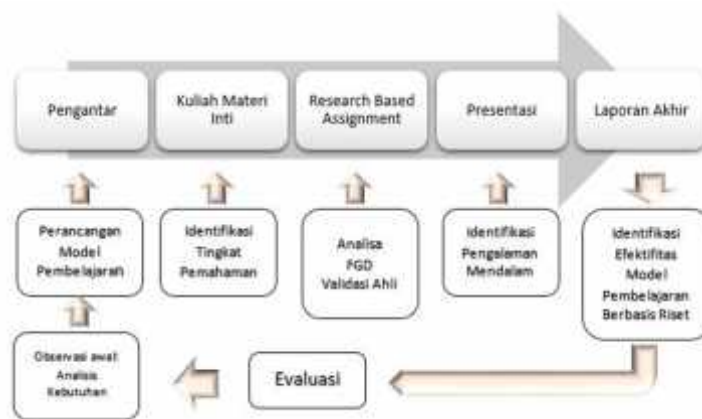 Pengantar
Kuliah Materi
Inti
Research Based
Assignment
Presentasi
Laporan Akhir
Perancangan
Model
Pembelajaran
Identifikasi
Tingkat
Pemahaman
Analisa
FGD
Validasi Ahli
Identifikasi
Pengalaman
Mendalam
Identifikasi
Efektifitas
Model
Pembelajaran
Berbasis Riset
Observasi awal
Analisis
Kebutuhan
Evaluasi